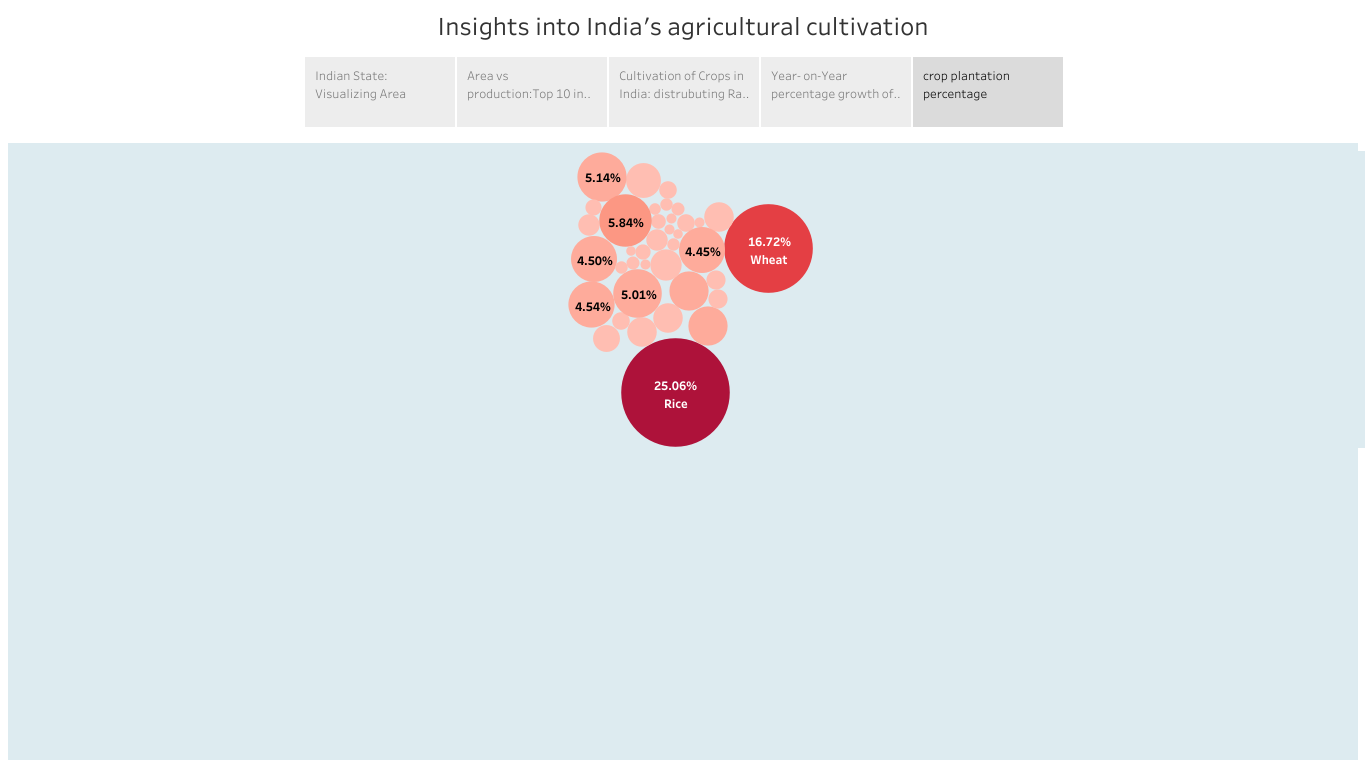 Insights into India's agricultural cultivation
Indian State:
Visualizing Area
Area vs
production:Top 10 in..
Cultivation of Crops in
India: distrubuting Ra..
Year- on-Year
percentage growth of..
crop plantation
percentage
5.14%
5.84%
16.72%
Wheat
4.45%
4.50%
5.01%
4.54%
25.06%
Rice